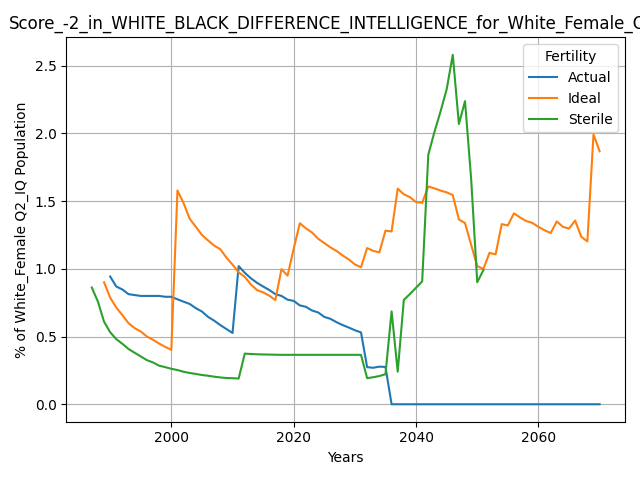 Score_-2_in_WHITE_BLACK_DIFFERENCE_INTELLIGENCE_for_White_Female_
Fertility
Actual
Ideal
Sterile
% of White_Female Q2_IQ Population
2.5
2.0
1.5
1.0
0.5
0.0
2000
2020
2040
2060
Years